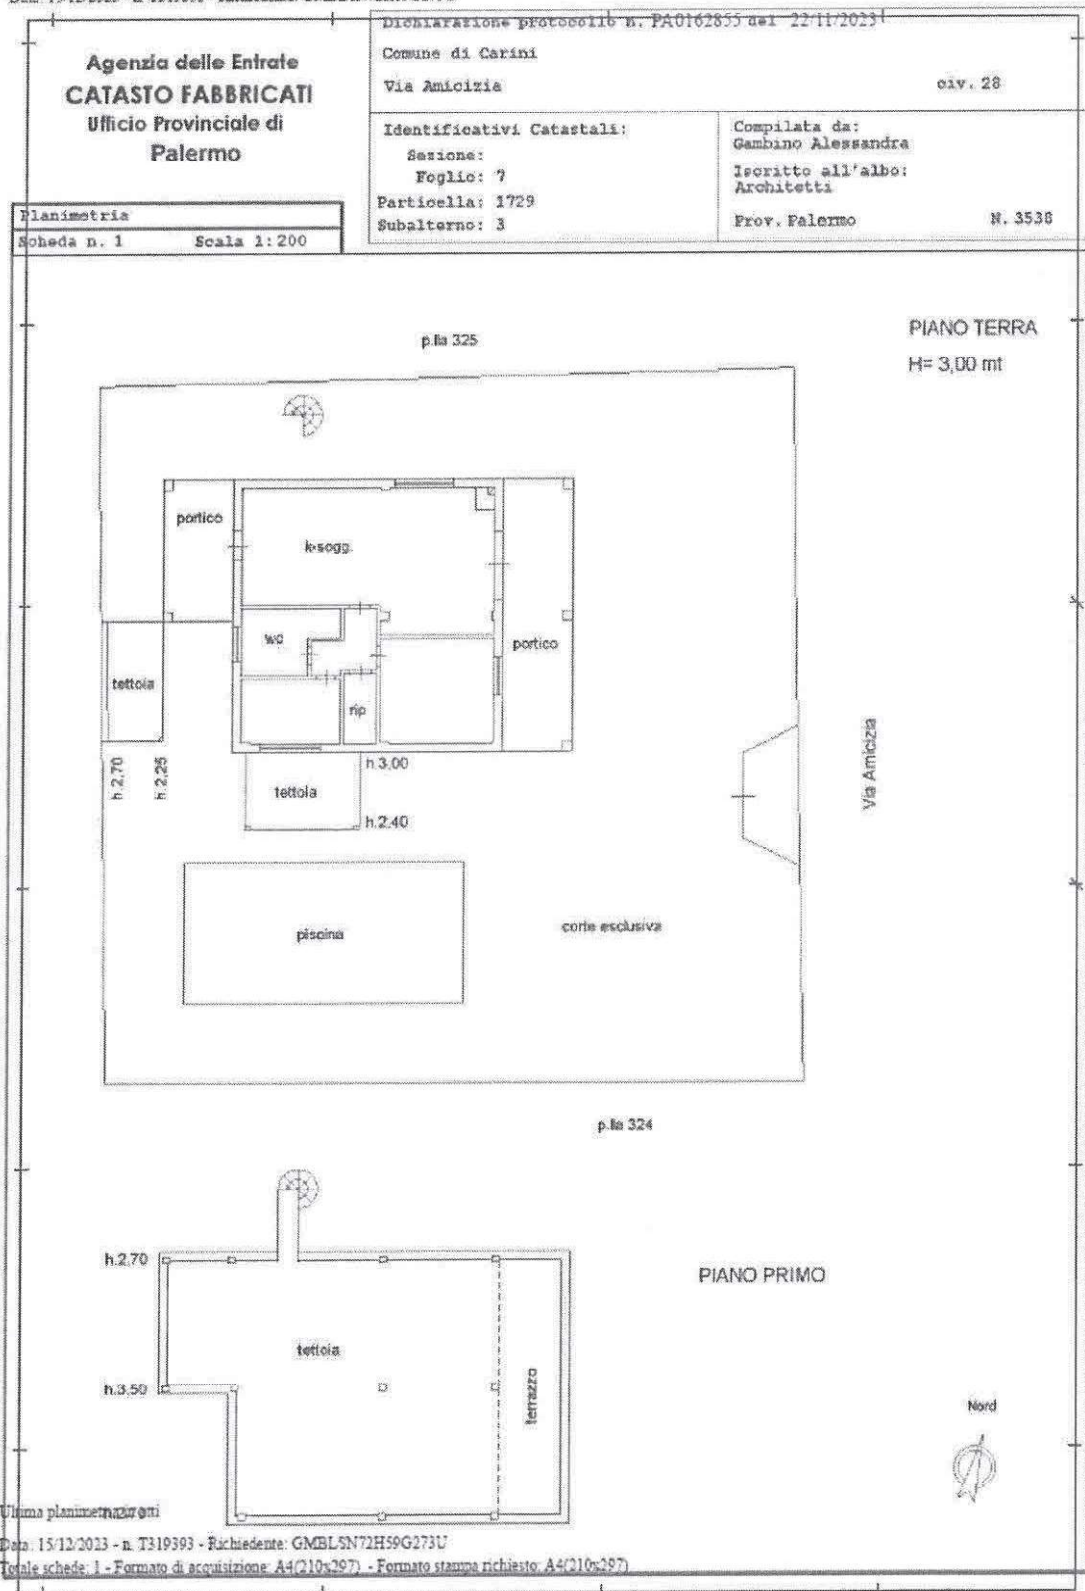 Dichiarazione protocollo n. PA0162855 del 22/11/2023
Agenzia delle Entrate
CATASTO FABBRICATI
Ufficio Provinciale di
Palermo
Comune di Carini
Via Amicizia civ. 28
Identificativi Catastali:
Sezione:
Foglio: 7
Particella: 1729
Subalterno: 3
Compilata da:
Gambino Alessandra
Iscritto all'albo:
Architetti
Prov. Palermo N. 3538
Planimetria
Scheda n. 1 Scala 1:200
PIANO TERRA
H= 3,00 mt
p.lla 325
portico
k-sogg.
wc
portico
tettoia
rip
h.2,70
h.2,25
h.3,00
tettoia
h.2,40
Via Amicizia
piscina
corte esclusiva
p.lla 324
h.2,70
PIANO PRIMO
tettoia
h.3,50
terrazzo
Nord
Ultima planimetria
Data: 15/12/2023 - n. T319393 - Richiedente: GMBLSN72H59G273U
Totale schede: 1 - Formato di acquisizione: A4(210x297) - Formato stampa richiesto: A4(210x297)